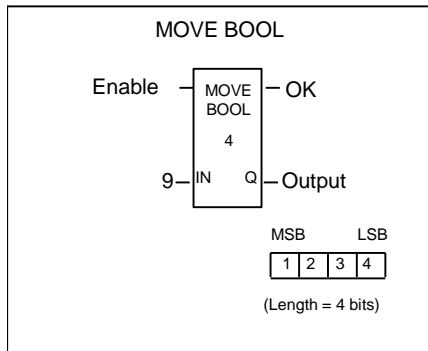 MOVE BOOL
Enable
MOVE
BOOL
OK
4
9
IN
Q
Output
MSB
LSB
1 2 3 4
(Length = 4 bits)